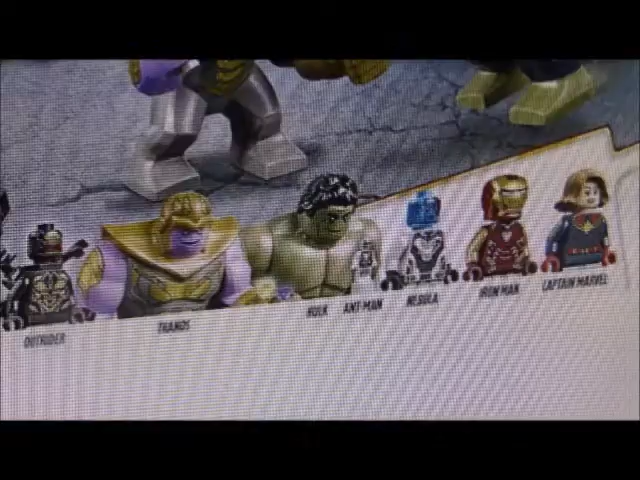 OUTRIDER
THANOS
HULK
ANT-MAN
NEBULA
IRON MAN
CAPTAIN MARVEL